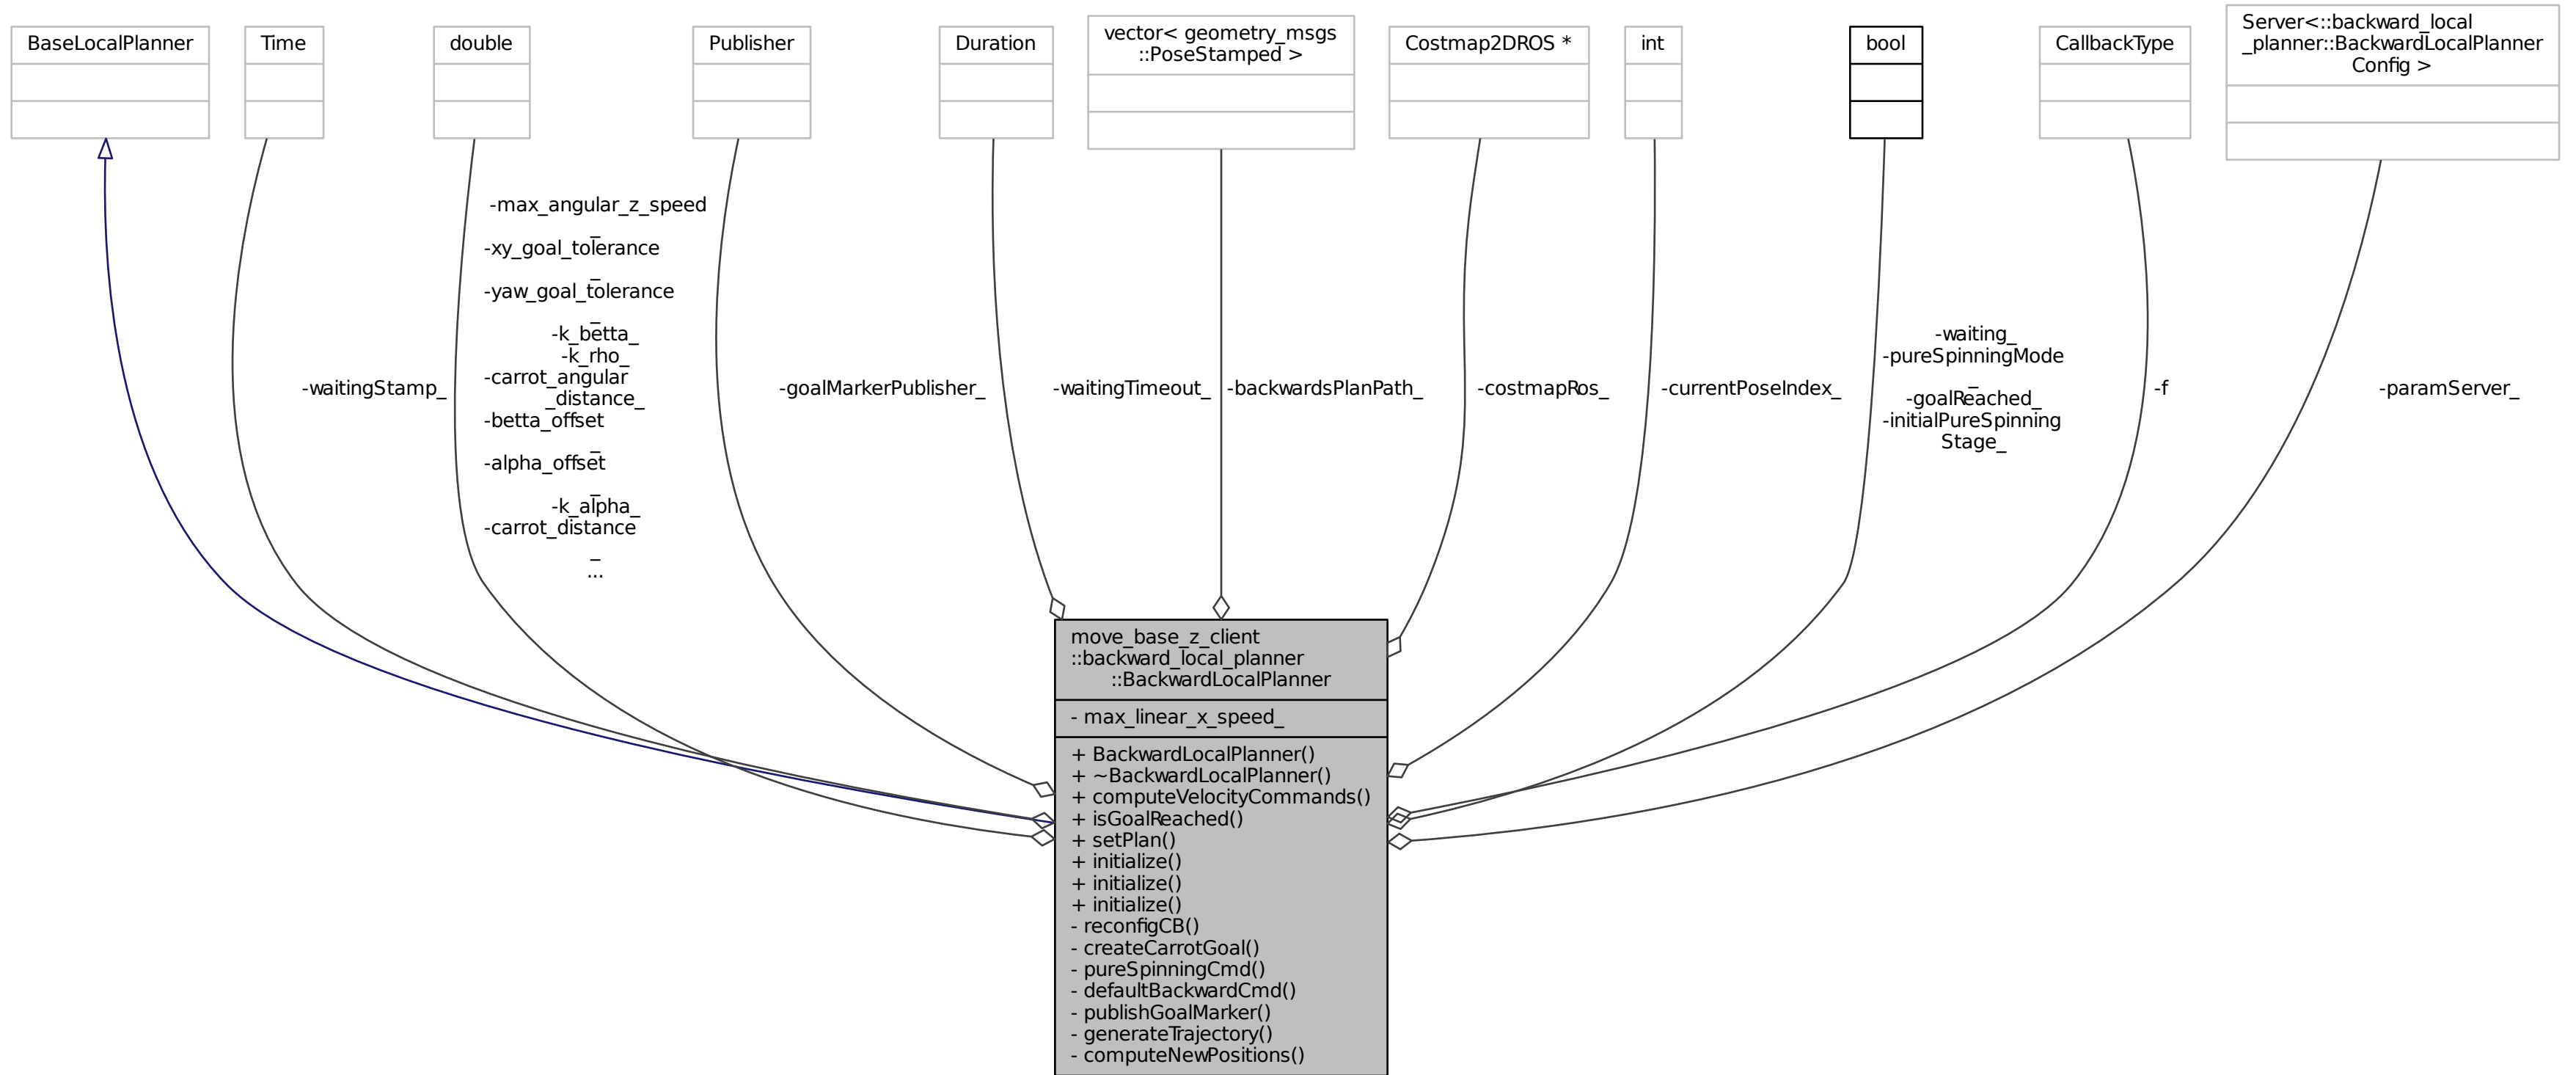 BaseLocalPlanner
Time
double
Publisher
Duration
vector< geometry_msgs
::PoseStamped >
Costmap2DROS *
int
bool
CallbackType
Server<::backward_local
_planner::BackwardLocalPlanner
Config >
-waitingStamp_
-max_angular_z_speed
_
-xy_goal_tolerance
_
-yaw_goal_tolerance
_
-k_betta_
-k_rho_
-carrot_angular
_distance_
-betta_offset
_
-alpha_offset
_
-k_alpha_
-carrot_distance
_
...
-goalMarkerPublisher_
-waitingTimeout_
-backwardsPlanPath_
-costmapRos_
-currentPoseIndex_
-waiting_
-pureSpinningMode
_
-goalReached_
-initialPureSpinning
Stage_
-f
-paramServer_
move_base_z_client
::backward_local_planner
::BackwardLocalPlanner
- max_linear_x_speed_
+ BackwardLocalPlanner()
+ ~BackwardLocalPlanner()
+ computeVelocityCommands()
+ isGoalReached()
+ setPlan()
+ initialize()
+ initialize()
+ initialize()
- reconfigCB()
- createCarrotGoal()
- pureSpinningCmd()
- defaultBackwardCmd()
- publishGoalMarker()
- generateTrajectory()
- computeNewPositions()